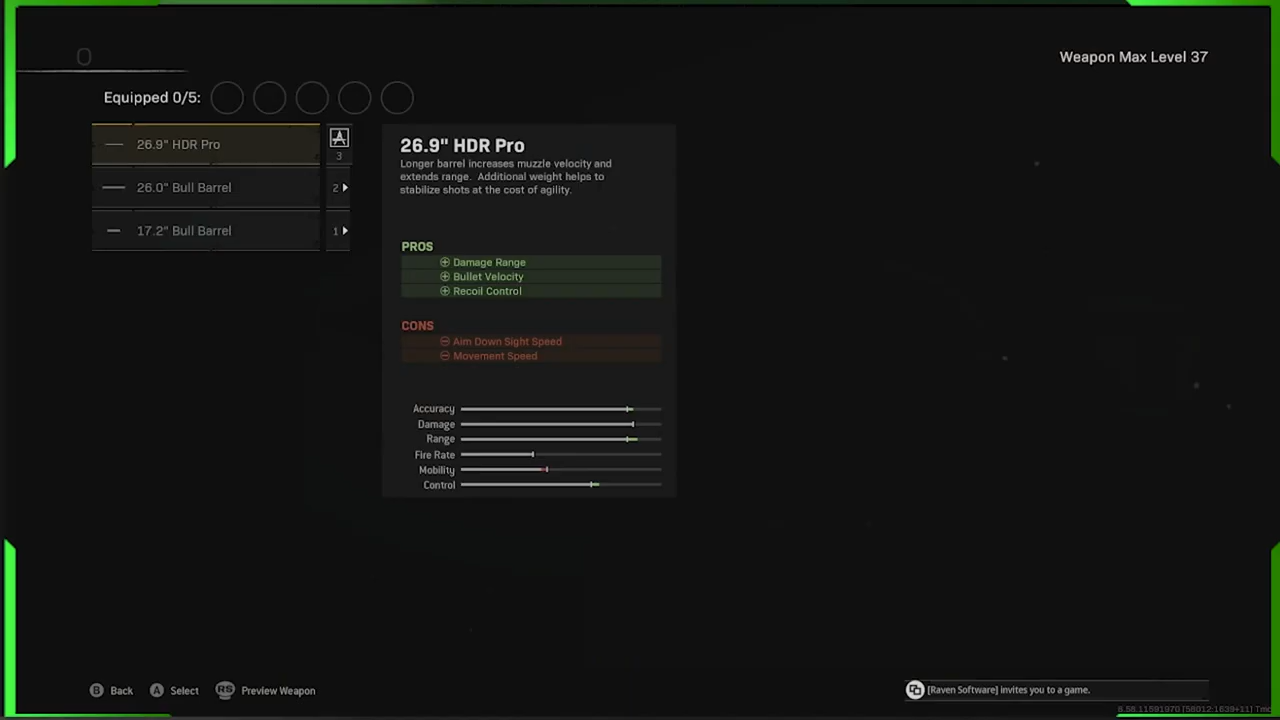 Weapon Max Level 37
Equipped 0/5:
26.9" HDR Pro
3
26.0" Bull Barrel
2
17.2" Bull Barrel
1
26.9" HDR Pro
Longer barrel increases muzzle velocity and
extends range. Additional weight helps to
stabilize shots at the cost of agility.
PROS
Damage Range
Bullet Velocity
Recoil Control
CONS
Aim Down Sight Speed
Movement Speed
Accuracy
Damage
Range
Fire Rate
Mobility
Control
B Back
A Select
RS Preview Weapon
[Raven Software] invites you to a game.